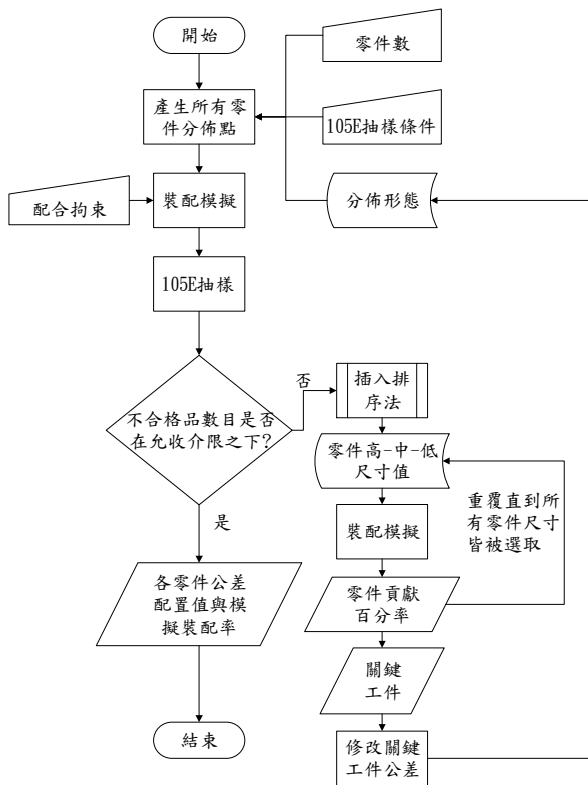 開始
零件數
產生所有零
件分佈點
105E抽樣條件
配合拘束
裝配模擬
分佈形態
105E抽樣
不合格品數目是否
在允收介限之下?
否
插入排
序法
零件高-中-低
尺寸值
重覆直到所
有零件尺寸
皆被選取
裝配模擬
是
各零件公差
配置值與模
擬裝配率
零件貢獻
百分率
關鍵
工件
結束
修改關鍵
工件公差